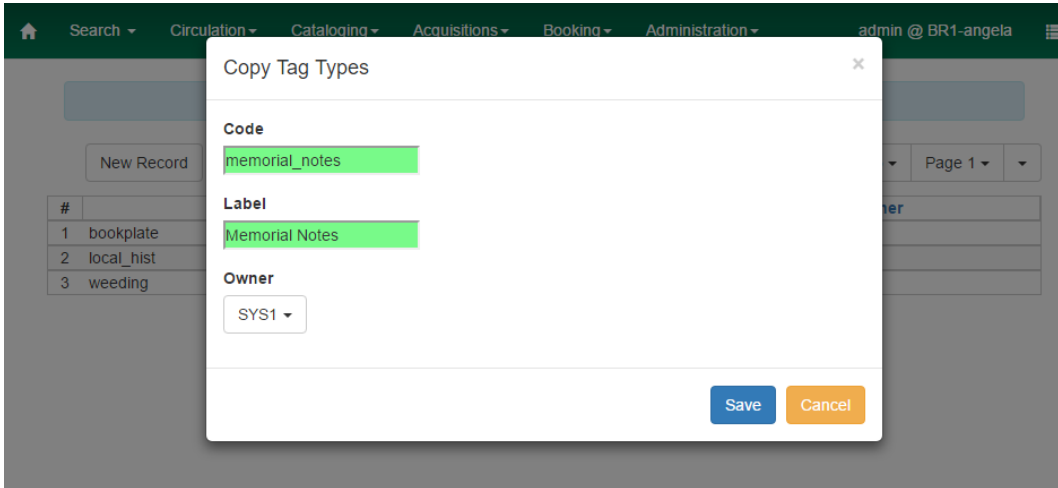 Search Circulation Cataloging Acquisitions Booking Administration admin @ BR1-angela
Copy Tag Types ×
Code
memorial_notes
New Record
Page 1
Label
#
Memorial Notes
1 bookplate
2 local_hist
3 weeding
Owner
SYS1
Save Cancel